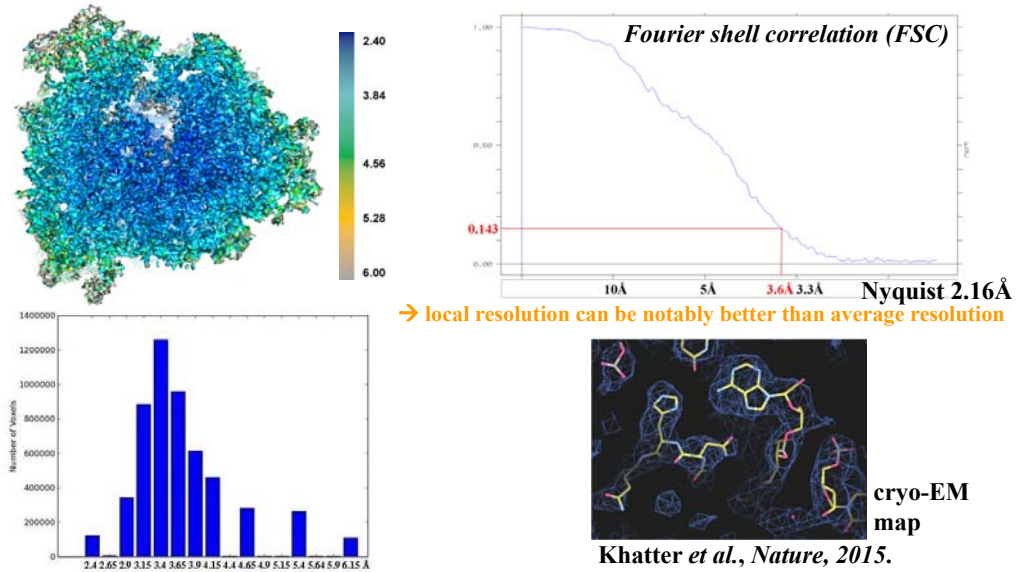 2.40
3.84
4.56
5.28
6.00
Fourier shell correlation (FSC)
1.00
0.50
0.143
0.00
10Å 5Å 3.6Å 3.3Å
Nyquist 2.16Å
→ local resolution can be notably better than average resolution
1400000
1200000
1000000
800000
600000
400000
200000
0
Number of Voxels
2.4 2.65 2.9 3.15 3.4 3.65 3.9 4.15 4.4 4.65 4.9 5.15 5.4 5.64 5.9 6.15 Å
cryo-EM
map
Khatter et al., Nature, 2015.